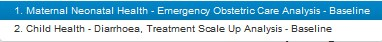 1. Maternal Neonatal Health - Emergency Obstetric Care Analysis - Baseline
2. Child Health - Diarrhoea, Treatment Scale Up Analysis - Baseline